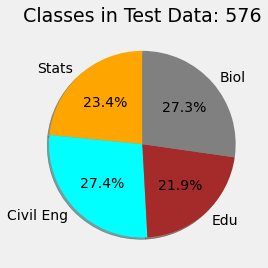 Classes in Test Data: 576
Stats
Biol
23.4%
27.3%
27.4%
21.9%
Civil Eng
Edu